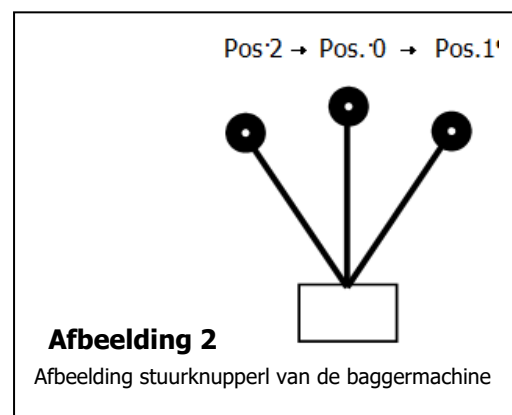 Pos·2 → Pos.·0 → Pos.1
Afbeelding 2
Afbeelding stuurknupperl van de baggermachine